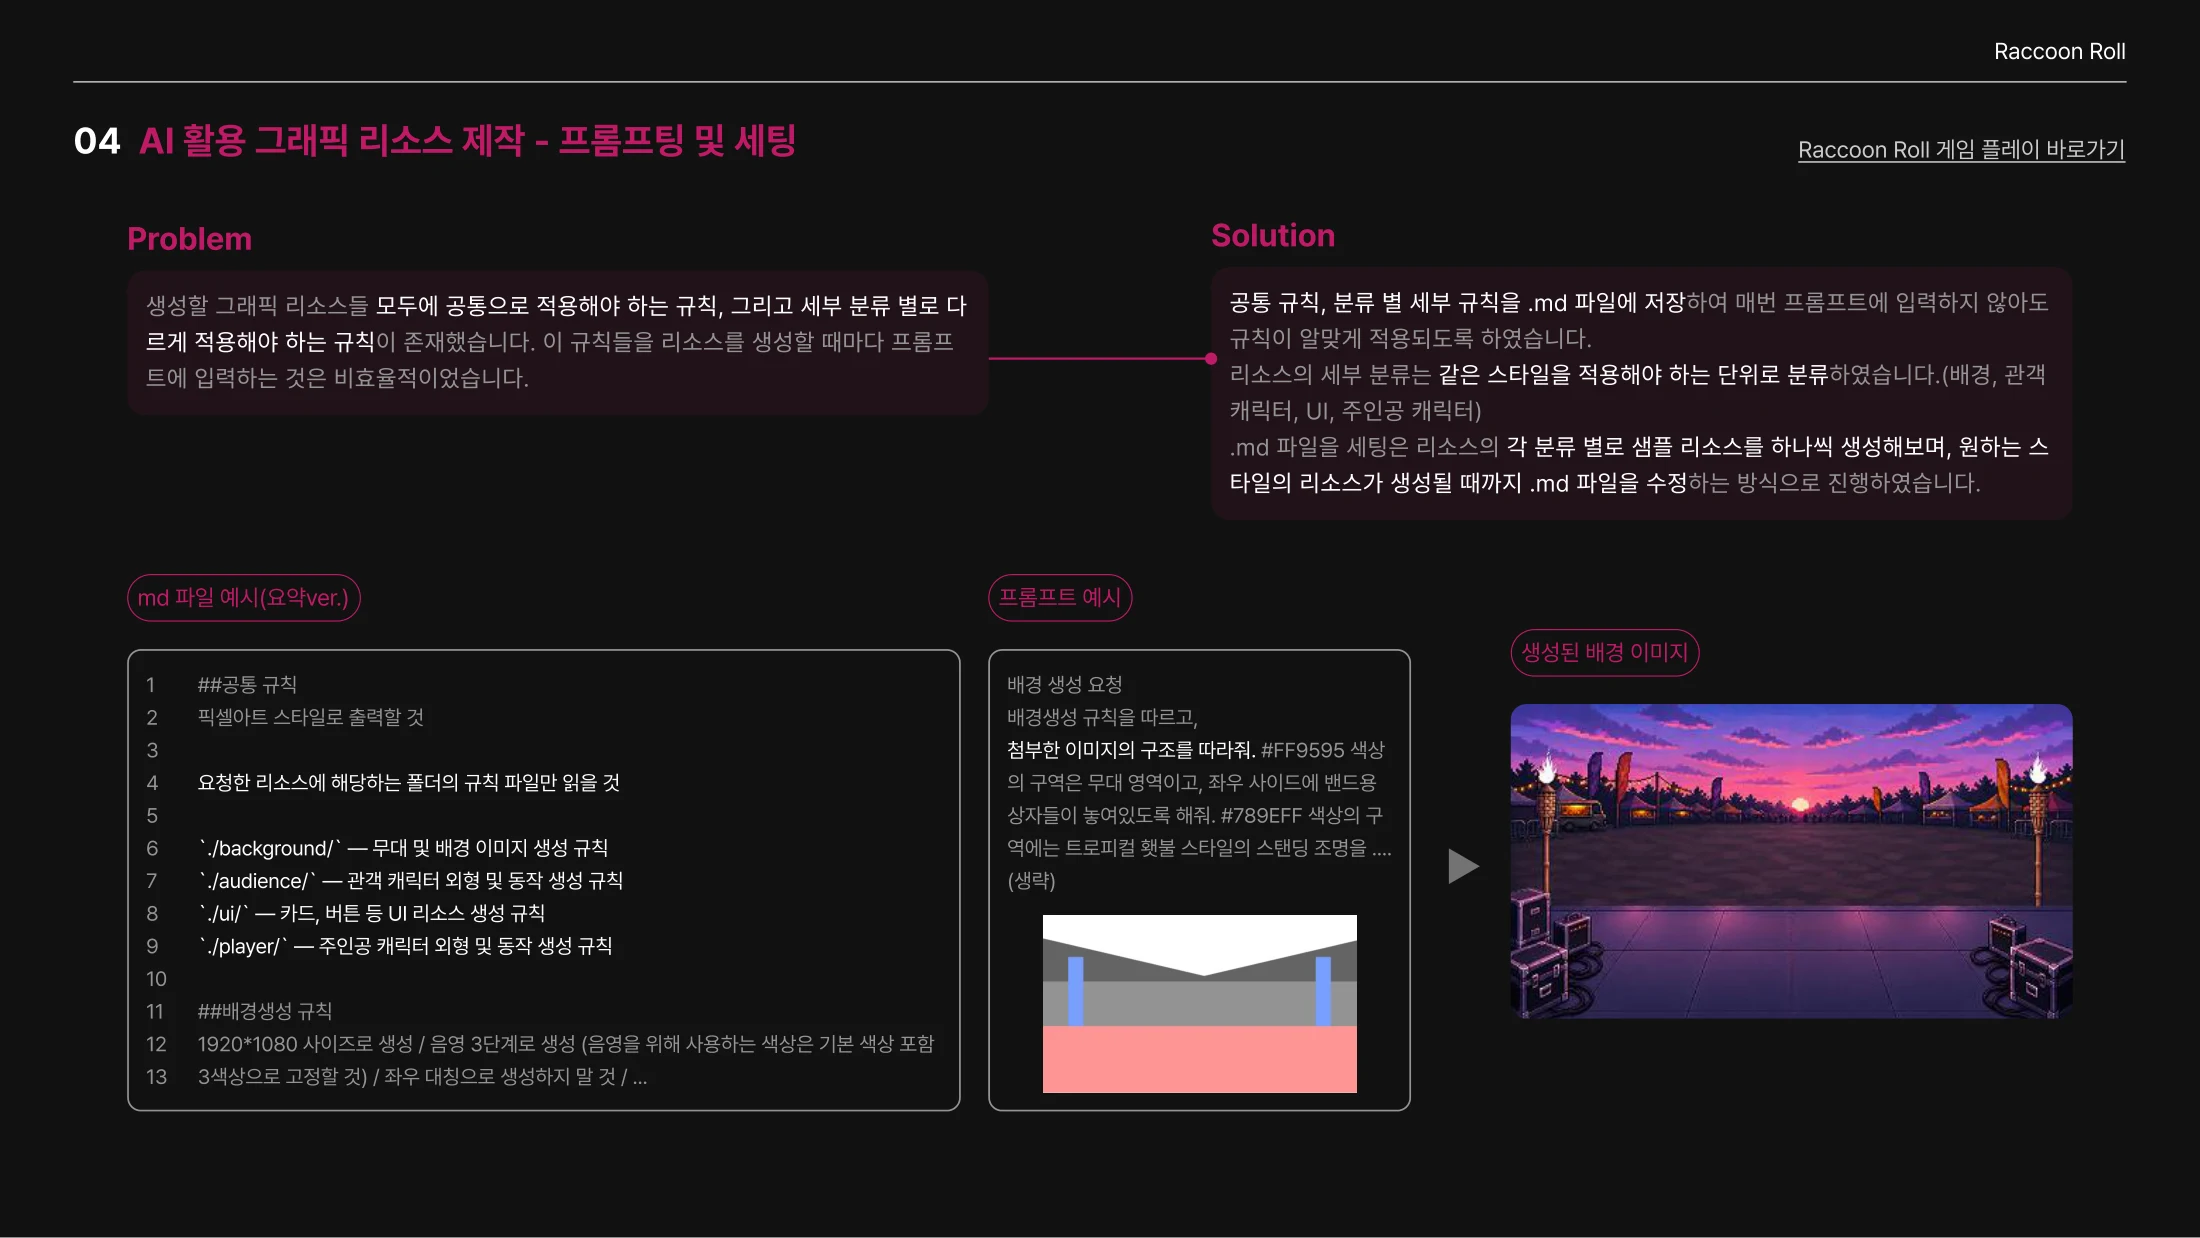 Raccoon Roll
04 AI 활용 그래픽 리소스 제작 - 프롬프팅 및 세팅
Raccoon Roll 게임 플레이 바로가기
Problem
생성할 그래픽 리소스들 모두에 공통으로 적용해야 하는 규칙, 그리고 세부 분류 별로 다
르게 적용해야 하는 규칙이 존재했습니다. 이 규칙들을 리소스를 생성할 때마다 프롬프
트에 입력하는 것은 비효율적이었습니다.
Solution
공통 규칙, 분류 별 세부 규칙을 .md 파일에 저장하여 매번 프롬프트에 입력하지 않아도
규칙이 알맞게 적용되도록 하였습니다.
리소스의 세부 분류는 같은 스타일을 적용해야 하는 단위로 분류하였습니다.(배경, 관객
캐릭터, UI, 주인공 캐릭터)
.md 파일을 세팅은 리소스의 각 분류 별로 샘플 리소스를 하나씩 생성해보며, 원하는 스
타일의 리소스가 생성될 때까지 .md 파일을 수정하는 방식으로 진행하였습니다.
md 파일 예시(요약ver.)
1 ##공통 규칙
2 픽셀아트 스타일로 출력할 것
3
4 요청한 리소스에 해당하는 폴더의 규칙 파일만 읽을 것
5
6 `./background/` — 무대 및 배경 이미지 생성 규칙
7 `./audience/` — 관객 캐릭터 외형 및 동작 생성 규칙
8 `./ui/` — 카드, 버튼 등 UI 리소스 생성 규칙
9 `./player/` — 주인공 캐릭터 외형 및 동작 생성 규칙
10
11 ##배경생성 규칙
12 1920*1080 사이즈로 생성 / 음영 3단계로 생성 (음영을 위해 사용하는 색상은 기본 색상 포함
13 3색상으로 고정할 것) / 좌우 대칭으로 생성하지 말 것 / ...
프롬프트 예시
배경 생성 요청
배경생성 규칙을 따르고,
첨부한 이미지의 구조를 따라줘. #FF9595 색상
의 구역은 무대 영역이고, 좌우 사이드에 밴드용
상자들이 놓여있도록 해줘. #789EFF 색상의 구
역에는 트로피컬 횃불 스타일의 스탠딩 조명을 ....
(생략)
생성된 배경 이미지